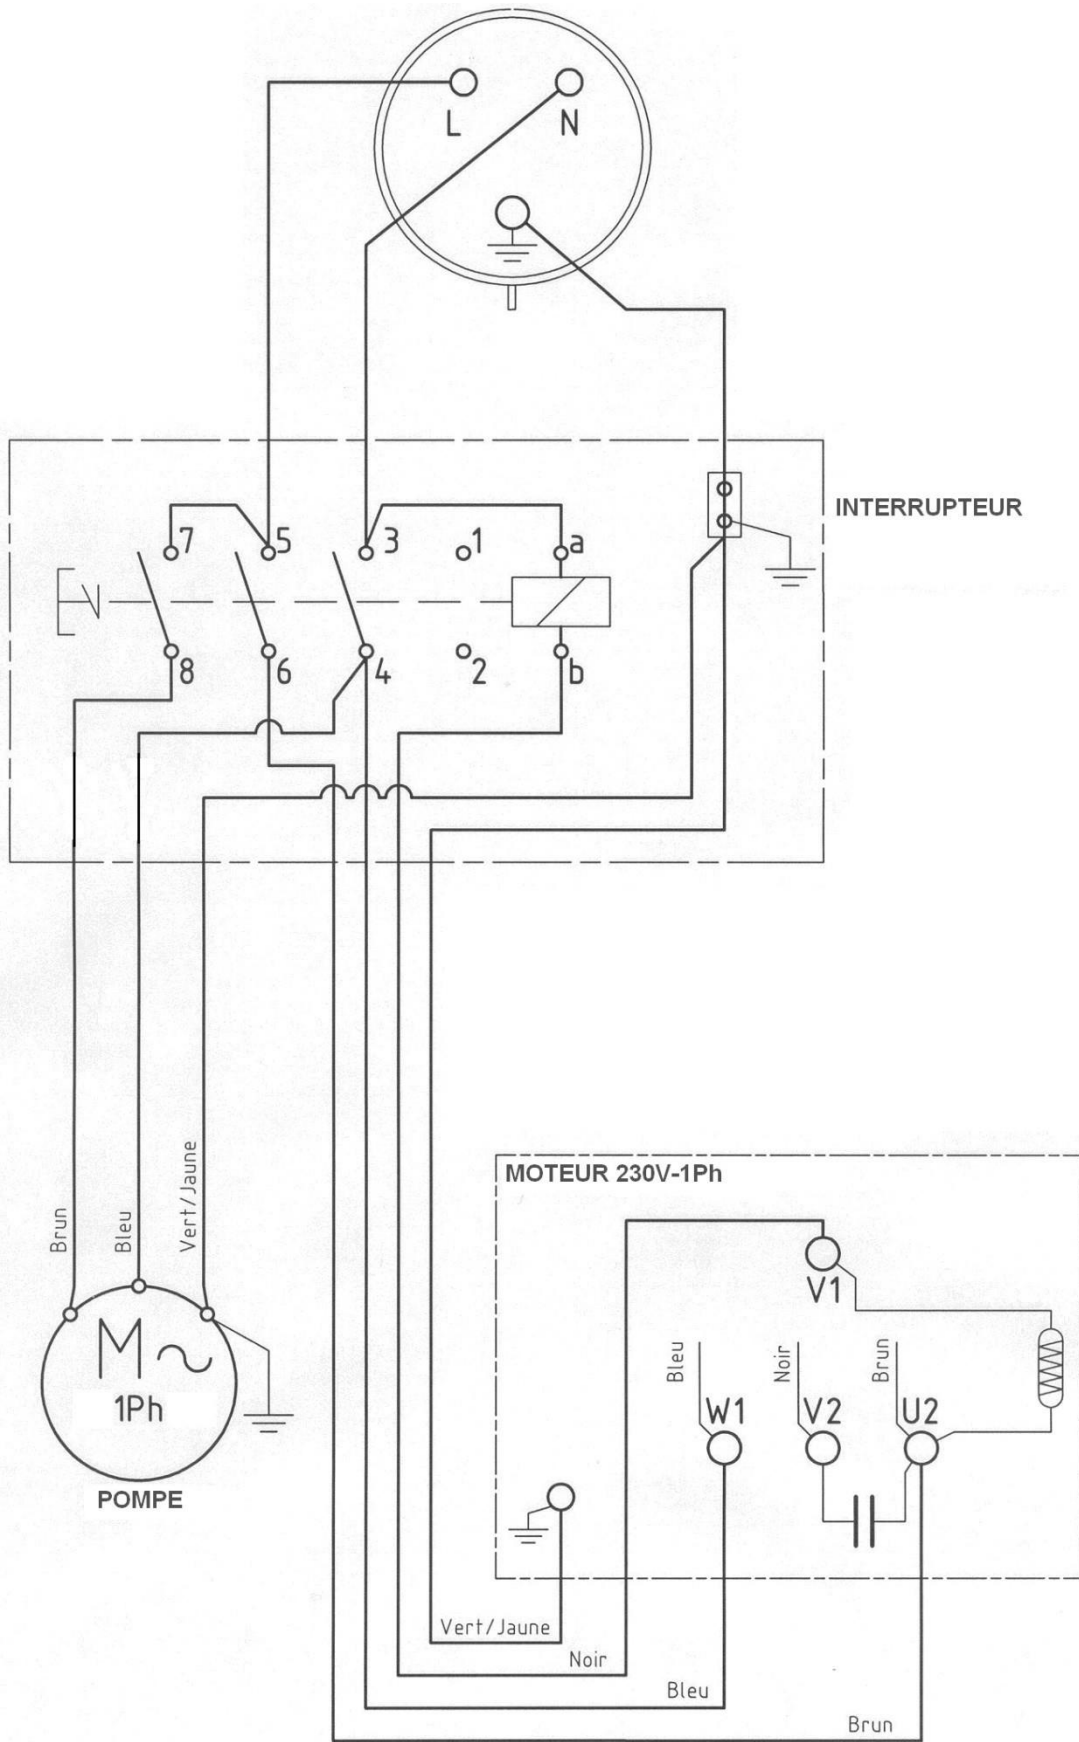 L
N
INTERRUPTEUR
7
5
3
1
a
8
6
4
2
b
Brun
Bleu
Vert/Jaune
M
1Ph
POMPE
MOTEUR 230V-1Ph
V1
Bleu
Noir
Brun
W1
V2
U2
Vert/Jaune
Noir
Bleu
Brun